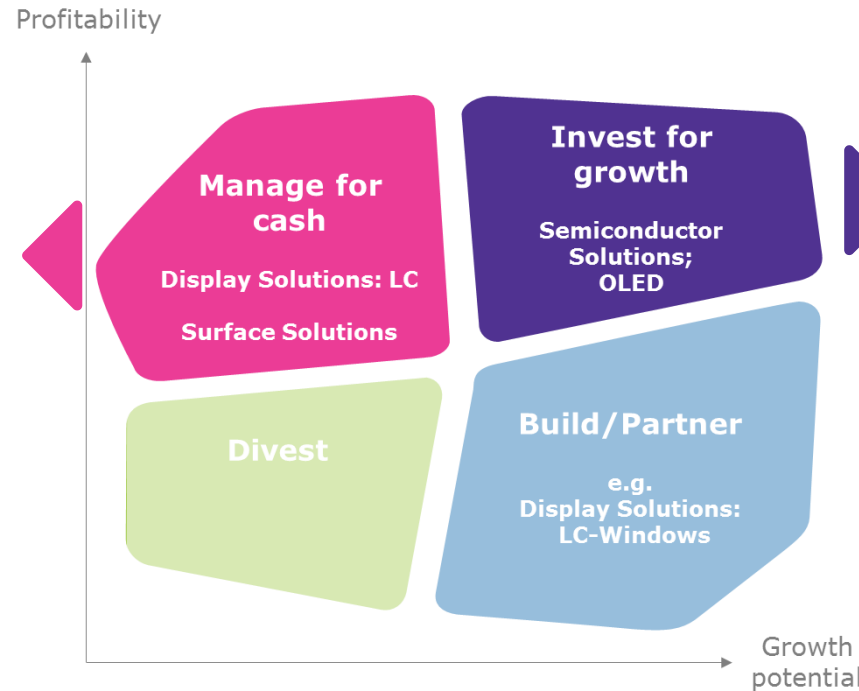 Profitability
Manage for
cash
Display Solutions: LC
Surface Solutions
Invest for
growth
Semiconductor
Solutions;
OLED
Divest
Build/Partner
e.g.
Display Solutions:
LC-Windows
Growth
potential